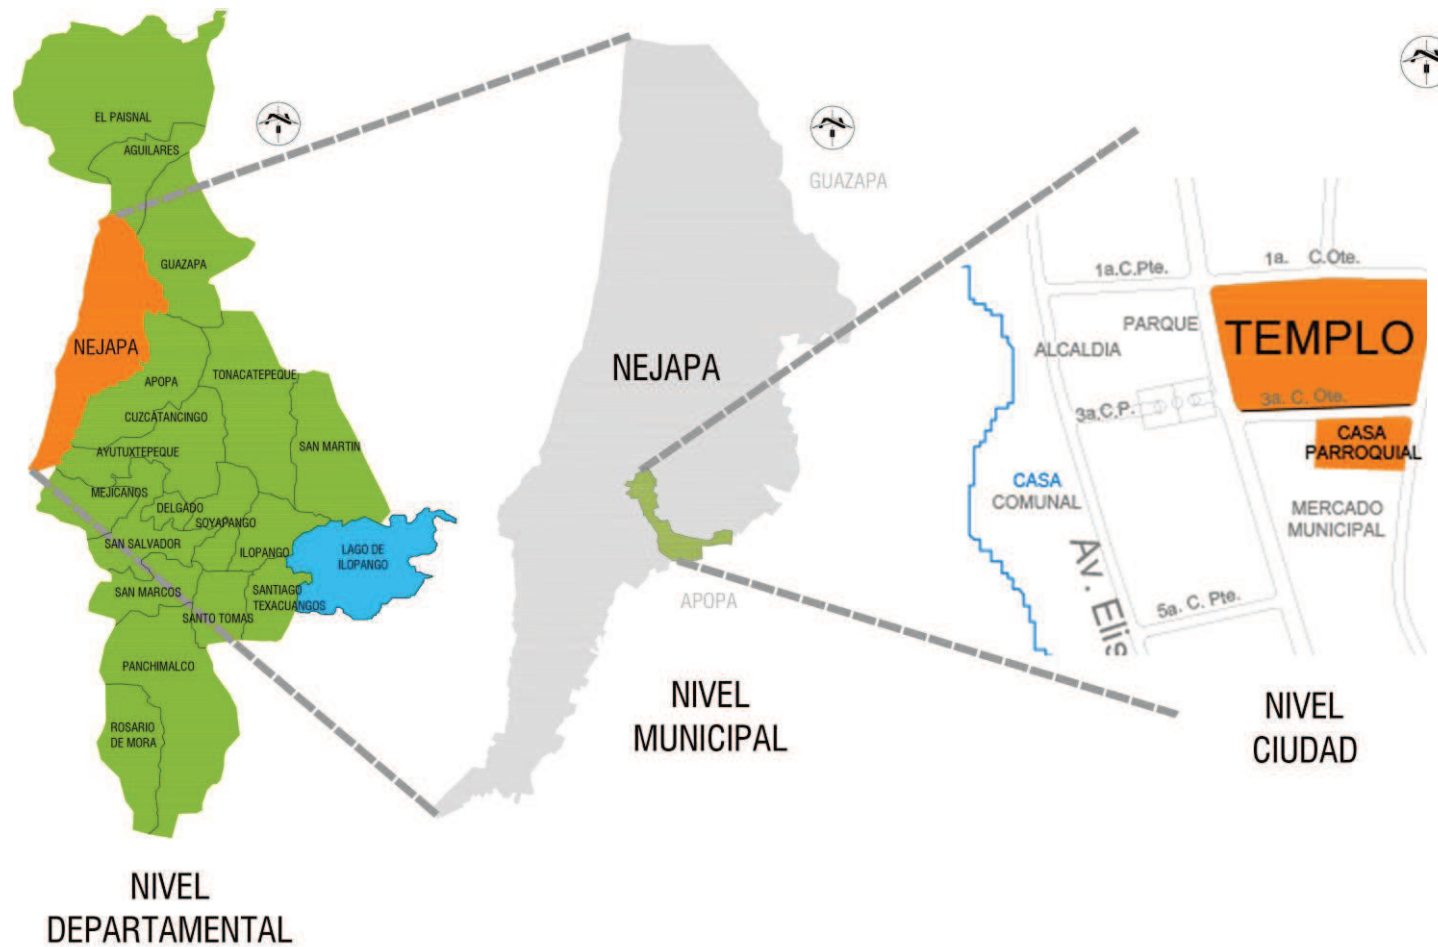 EL PAISNAL
AGUILARES
GUAZAPA
NEJAPA
APOPA
TONACATEPEQUE
CUZCATANCINGO
AYUTUXTEPEQUE
SAN MARTIN
MEJICANOS
DELGADO
SOYAPANGO
SAN SALVADOR
ILOPANGO
LAGO DE
ILOPANGO
SAN MARCOS
SANTIAGO
TEXACUANGOS
SANTO TOMAS
PANCHIMALCO
ROSARIO
DE MORA
NIVEL
DEPARTAMENTAL
GUAZAPA
NEJAPA
APOPA
NIVEL
MUNICIPAL
1a.C.Pte.
1a. C.Ote.
PARQUE
ALCALDIA
TEMPLO
3a.C.P.
3a. C. Ote.
CASA
PARROQUIAL
CASA
COMUNAL
MERCADO
MUNICIPAL
Av. Elis
5a. C. Pte.
NIVEL
CIUDAD